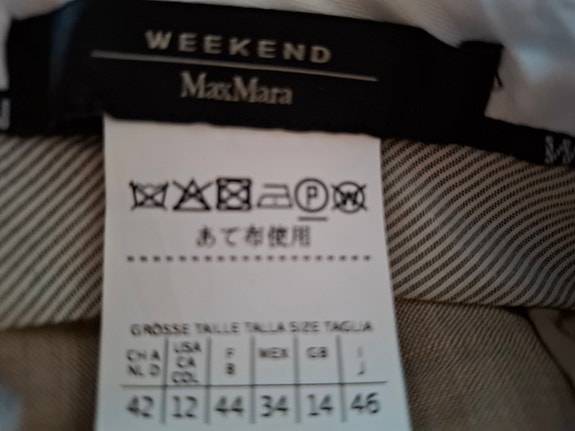 WEEKEND
MaxMara
P W
あて布使用
GRÖSSE TAILLE TALLA SIZE TAGLIA
CH A USA F MEX GB I
NL D CA B J
COL
42 12 44 34 14 46